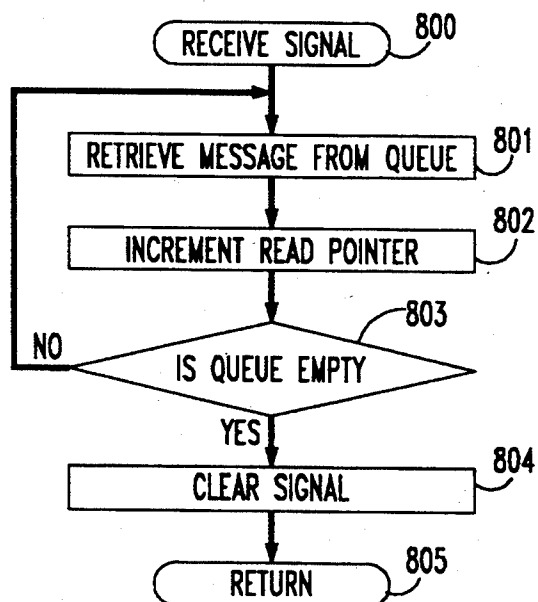 RECEIVE SIGNAL
800
RETRIEVE MESSAGE FROM QUEUE
801
INCREMENT READ POINTER
802
803
IS QUEUE EMPTY
NO
YES
CLEAR SIGNAL
804
RETURN
805